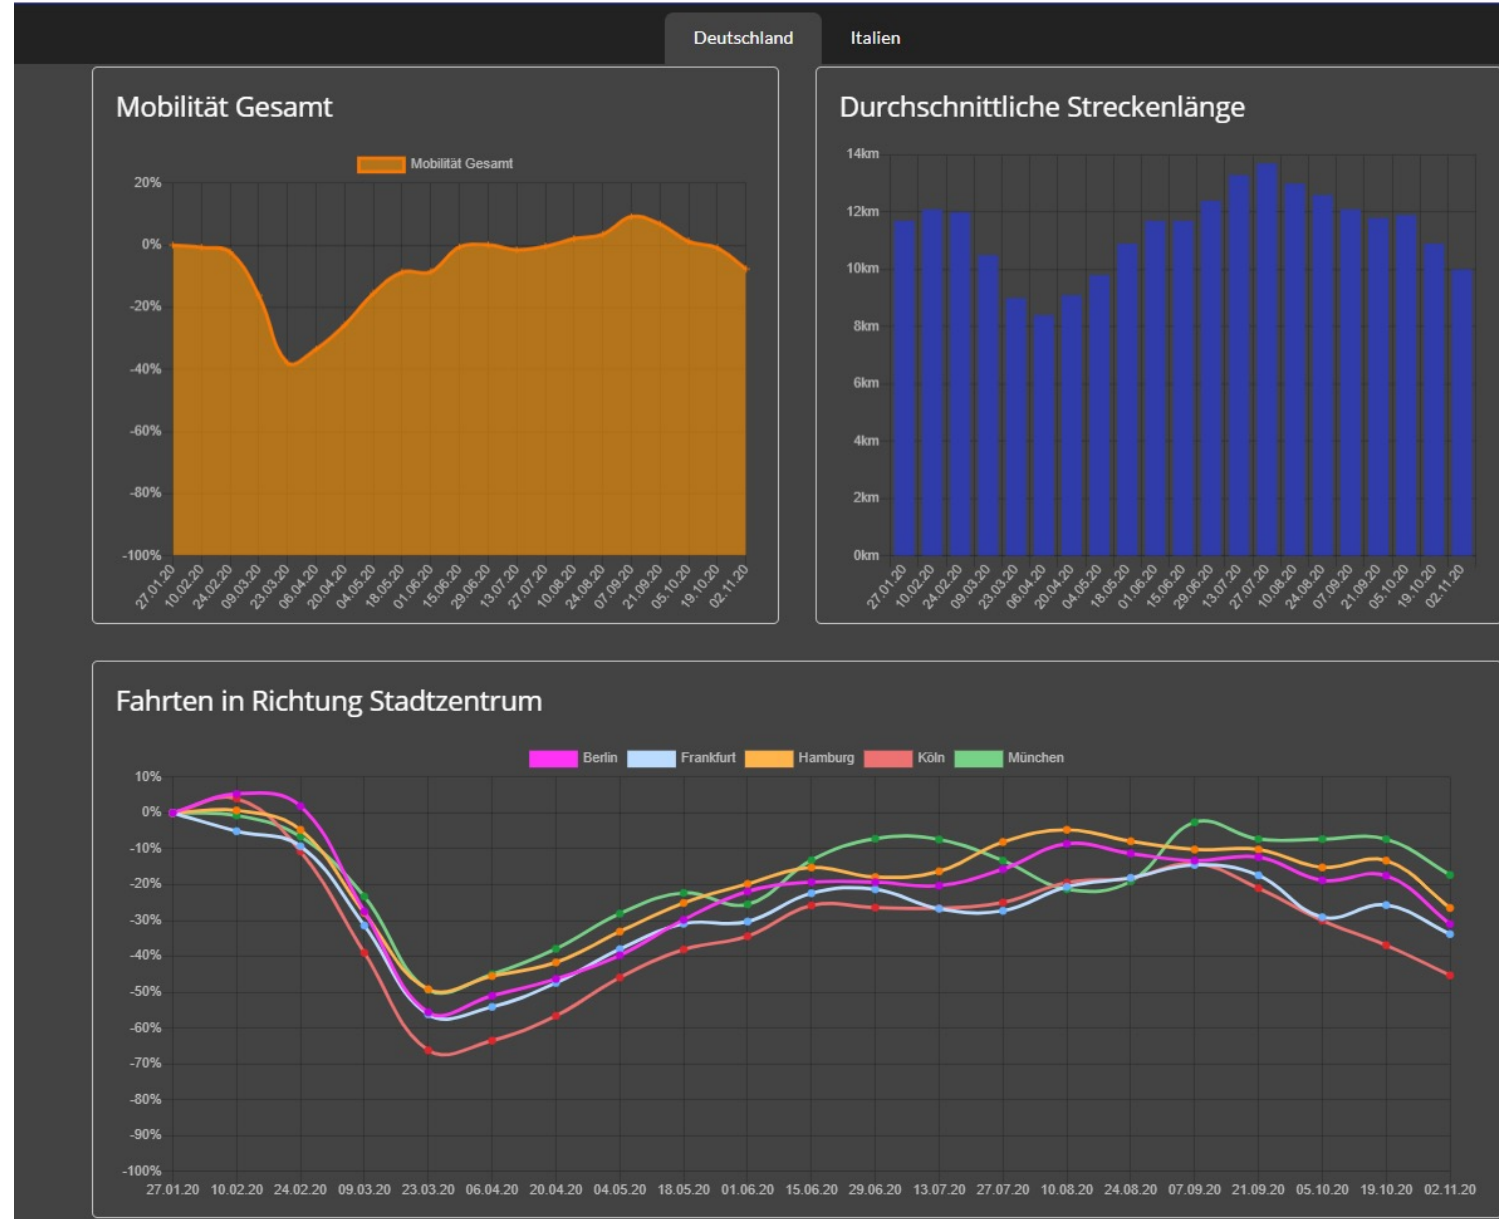 Deutschland Italien
Mobilität Gesamt
Mobilität Gesamt
20%
0%
-20%
-40%
-60%
-80%
-100%
27.01.20 10.02.20 24.02.20 09.03.20 23.03.20 06.04.20 20.04.20 04.05.20 18.05.20 01.06.20 15.06.20 29.06.20 13.07.20 27.07.20 10.08.20 24.08.20 07.09.20 21.09.20 05.10.20 19.10.20 02.11.20
Durchschnittliche Streckenlänge
14km
12km
10km
8km
6km
4km
2km
0km
27.01.20 10.02.20 24.02.20 09.03.20 23.03.20 06.04.20 20.04.20 04.05.20 18.05.20 01.06.20 15.06.20 29.06.20 13.07.20 27.07.20 10.08.20 24.08.20 07.09.20 21.09.20 05.10.20 19.10.20 02.11.20
Fahrten in Richtung Stadtzentrum
Berlin Frankfurt Hamburg Köln München
10%
0%
-10%
-20%
-30%
-40%
-50%
-60%
-70%
-80%
-90%
-100%
27.01.20 10.02.20 24.02.20 09.03.20 23.03.20 06.04.20 20.04.20 04.05.20 18.05.20 01.06.20 15.06.20 29.06.20 13.07.20 27.07.20 10.08.20 24.08.20 07.09.20 21.09.20 05.10.20 19.10.20 02.11.20